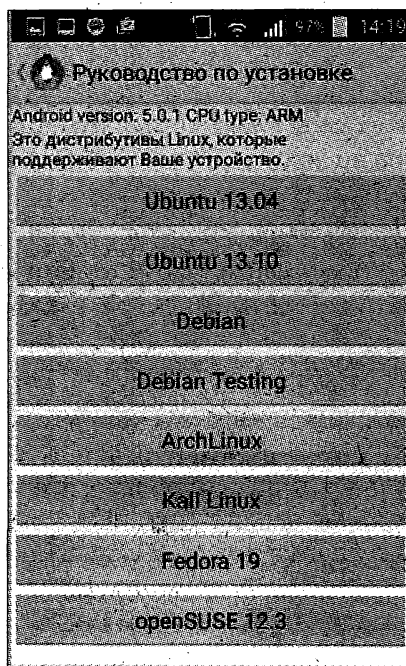 97% 14:19
Руководство по установке
Android version: 5.0.1 CPU type: ARM
Это дистрибутивы Linux, которые
поддерживают Ваше устройство.
Ubuntu 13.04
Ubuntu 13.10
Debian
Debian Testing
ArchLinux
Kali Linux
Fedora 19
openSUSE 12.3